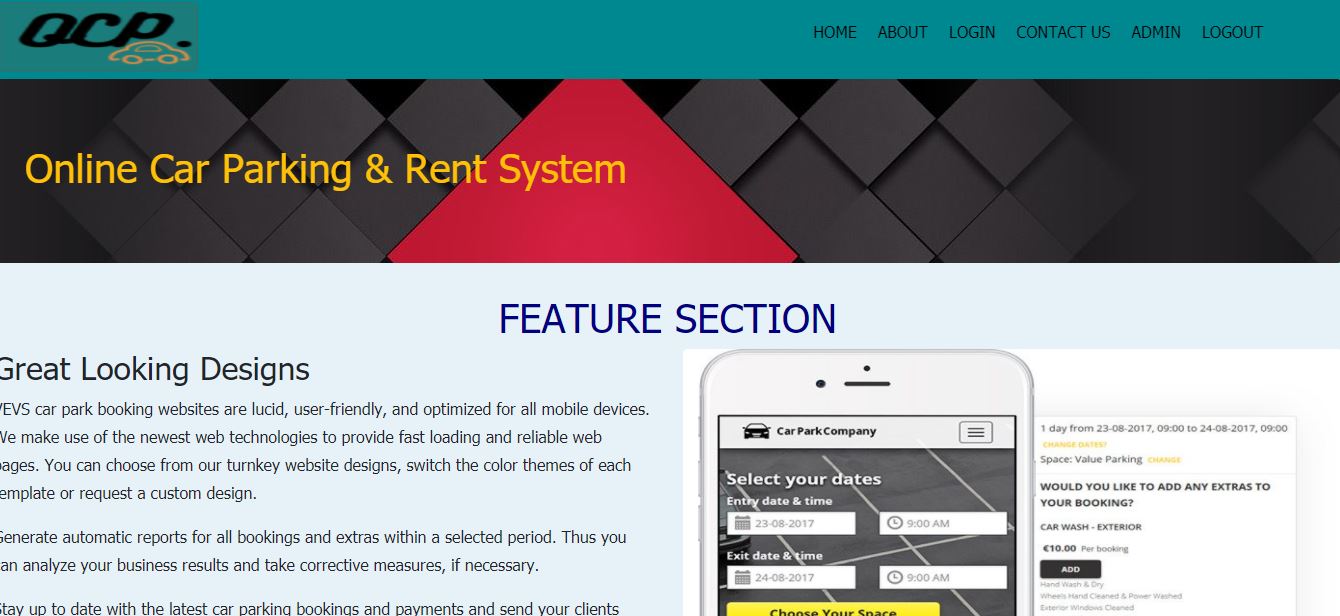 QCP.
HOME ABOUT LOGIN CONTACT US ADMIN LOGOUT
Online Car Parking & Rent System
FEATURE SECTION
Great Looking Designs
VEVS car park booking websites are lucid, user-friendly, and optimized for all mobile devices.
We make use of the newest web technologies to provide fast loading and reliable web
pages. You can choose from our turnkey website designs, switch the color themes of each
template or request a custom design.
Generate automatic reports for all bookings and extras within a selected period. Thus you
can analyze your business results and take corrective measures, if necessary.
Stay up to date with the latest car parking bookings and payments and send your clients
Car Park Company
Select your dates
Entry date & time
23-08-2017 9:00 AM
Exit date & time
24-08-2017 9:00 AM
Choose Your Space
1 day from 23-08-2017, 09:00 to 24-08-2017, 09:00
CHANGE DATES?
Space: Value Parking CHANGE
WOULD YOU LIKE TO ADD ANY EXTRAS TO
YOUR BOOKING?
CAR WASH - EXTERIOR
€10.00 Per booking
ADD
Hand Wash & Dry
Wheels Hand Cleaned & Power Washed
Exterior Windows Cleaned